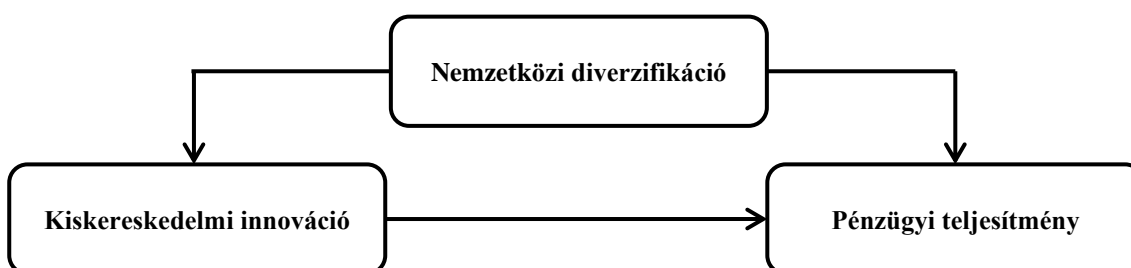 Nemzetközi diverzifikáció
Kiskereskedelmi innováció
Pénzügyi teljesítmény